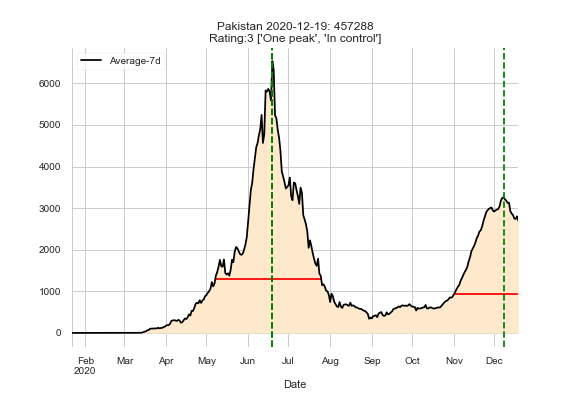 Pakistan 2020-12-19: 457288
Rating:3 ['One peak', 'In control']
Average-7d
6000
5000
4000
3000
2000
1000
0
Feb Mar Apr May Jun Jul Aug Sep Oct Nov Dec
2020
Date